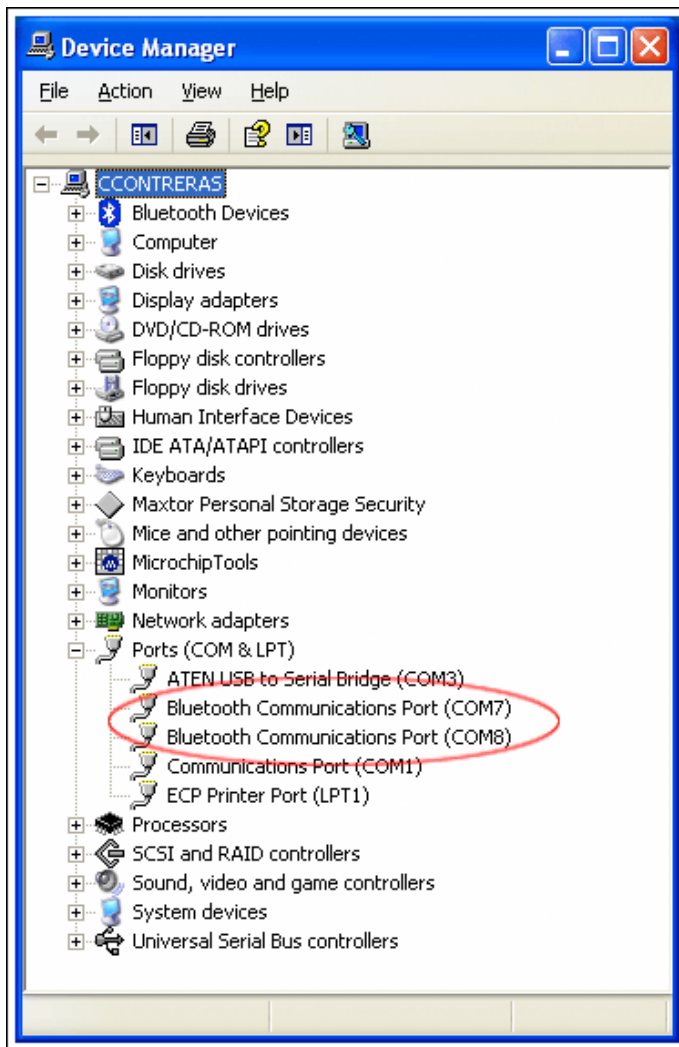 Device Manager
File Action View Help
CCONTRERAS
Bluetooth Devices
Computer
Disk drives
Display adapters
DVD/CD-ROM drives
Floppy disk controllers
Floppy disk drives
Human Interface Devices
IDE ATA/ATAPI controllers
Keyboards
Maxtor Personal Storage Security
Mice and other pointing devices
MicrochipTools
Monitors
Network adapters
Ports (COM & LPT)
ATEN USB to Serial Bridge (COM3)
Bluetooth Communications Port (COM7)
Bluetooth Communications Port (COM8)
Communications Port (COM1)
ECP Printer Port (LPT1)
Processors
SCSI and RAID controllers
Sound, video and game controllers
System devices
Universal Serial Bus controllers